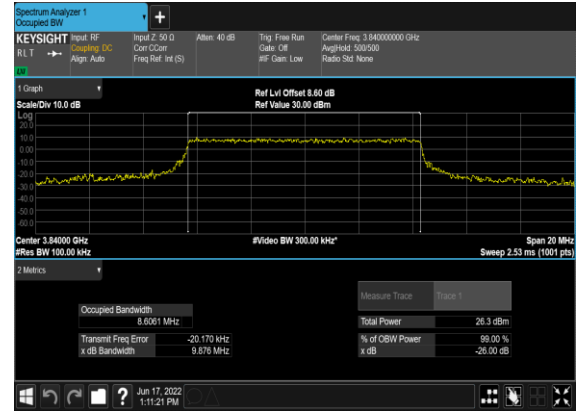 Spectrum Analyzer 1
Occupied BW
+
KEYSIGHT Input: RF Input Z: 50 Ω Atten: 40 dB Trig: Free Run Center Freq: 3.840000000 GHz
RLT Coupling: DC Corr CCorr Gate: Off Avg|Hold: 500/500
Align: Auto Freq Ref: Int (S) #IF Gain: Low Radio Std: None
1 Graph
Scale/Div 10.0 dB
Ref Lvl Offset 8.60 dB
Ref Value 30.00 dBm
Log
20.0
10.0
0.00
-10.0
-20.0
-30.0
-40.0
-50.0
-60.0
Center 3.84000 GHz #Video BW 300.00 kHz* Span 20 MHz
#Res BW 100.00 kHz Sweep 2.53 ms (1001 pts)
2 Metrics
Measure Trace Trace 1
Occupied Bandwidth
8.6061 MHz Total Power 26.3 dBm
Transmit Freq Error -20.170 kHz % of OBW Power 99.00 %
x dB Bandwidth 9.876 MHz x dB -26.00 dB
? Jun 17, 2022
1:11:21 PM